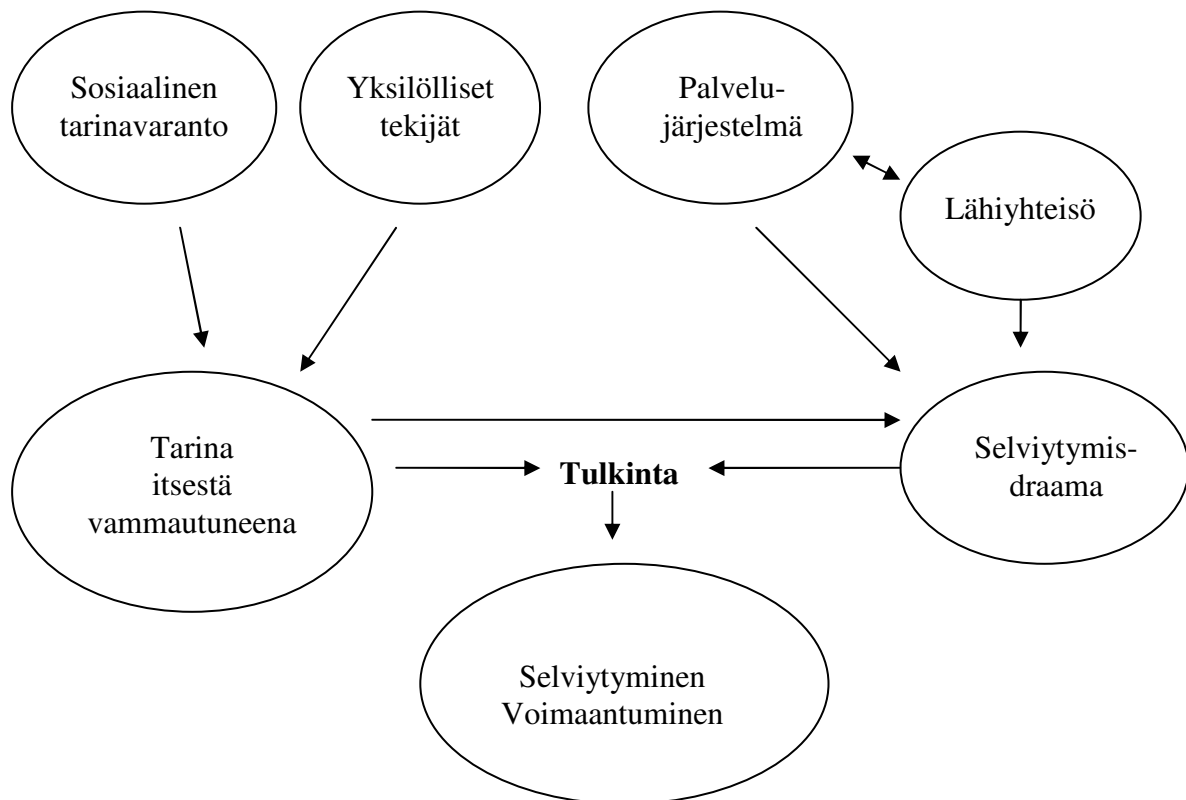 Sosiaalinen
tarinavaranto
Yksilölliset
tekijät
Palvelu-
järjestelmä
Lähiyhteisö
Tarina
itsestä
vammautuneena
Tulkinta
Selviytymis-
draama
Selviytyminen
Voimaantuminen